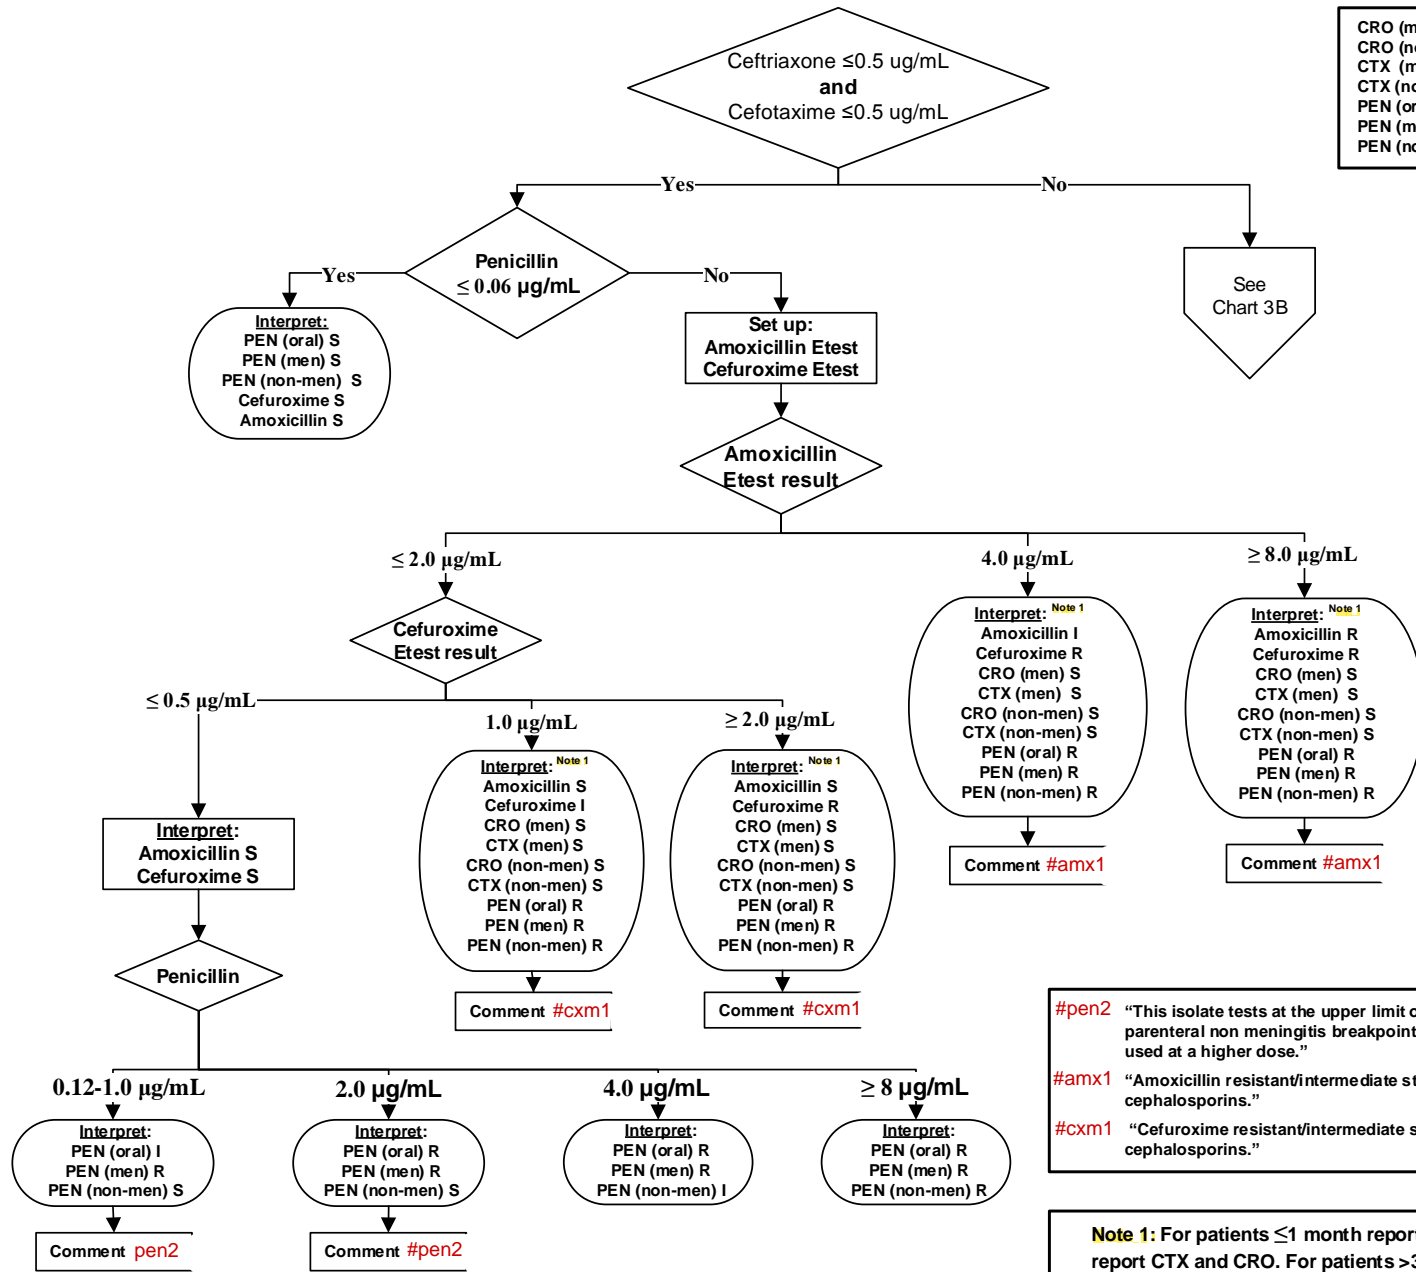 Ceftriaxone ≤0.5 ug/mL
and
Cefotaxime ≤0.5 ug/mL
CRO (m
CRO (n
CTX (m
CTX (no
PEN (or
PEN (m
PEN (no
Yes
No
Penicillin
≤ 0.06 µg/mL
Yes
No
See
Chart 3B
Interpret:
PEN (oral) S
PEN (men) S
PEN (non-men) S
Cefuroxime S
Amoxicillin S
Set up:
Amoxicillin Etest
Cefuroxime Etest
Amoxicillin
Etest result
≤ 2.0 µg/mL
4.0 µg/mL
≥ 8.0 µg/mL
Cefuroxime
Etest result
Interpret: Note 1
Amoxicillin I
Cefuroxime R
CRO (men) S
CTX (men) S
CRO (non-men) S
CTX (non-men) S
PEN (oral) R
PEN (men) R
PEN (non-men) R
Comment #amx1
Interpret: Note 1
Amoxicillin R
Cefuroxime R
CRO (men) S
CTX (men) S
CRO (non-men) S
CTX (non-men) S
PEN (oral) R
PEN (men) R
PEN (non-men) R
Comment #amx1
≤ 0.5 µg/mL
1.0 µg/mL
≥ 2.0 µg/mL
Interpret:
Amoxicillin S
Cefuroxime S
Interpret: Note 1
Amoxicillin S
Cefuroxime I
CRO (men) S
CTX (men) S
CRO (non-men) S
CTX (non-men) S
PEN (oral) R
PEN (men) R
PEN (non-men) R
Comment #cxm1
Interpret: Note 1
Amoxicillin S
Cefuroxime R
CRO (men) S
CTX (men) S
CRO (non-men) S
CTX (non-men) S
PEN (oral) R
PEN (men) R
PEN (non-men) R
Comment #cxm1
Penicillin
0.12-1.0 µg/mL
2.0 µg/mL
4.0 µg/mL
≥ 8 µg/mL
Interpret:
PEN (oral) I
PEN (men) R
PEN (non-men) S
Comment pen2
Interpret:
PEN (oral) R
PEN (men) R
PEN (non-men) S
Comment #pen2
Interpret:
PEN (oral) R
PEN (men) R
PEN (non-men) I
Interpret:
PEN (oral) R
PEN (men) R
PEN (non-men) R
#pen2 “This isolate tests at the upper limit o
parenteral non meningitis breakpoint
used at a higher dose.”
#amx1 “Amoxicillin resistant/intermediate st
cephalosporins.”
#cxm1 “Cefuroxime resistant/intermediate s
cephalosporins.”
Note 1: For patients ≤1 month report
report CTX and CRO. For patients >3